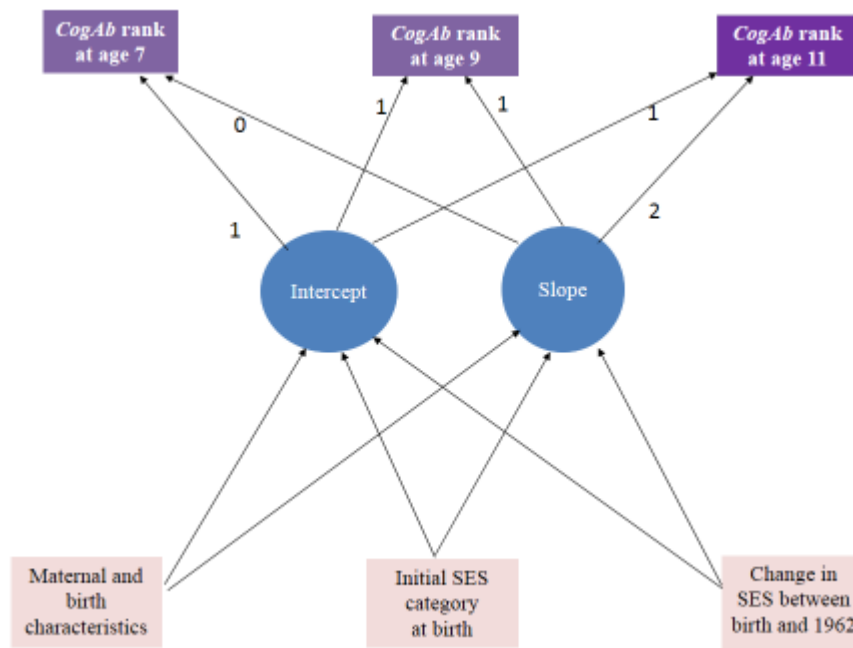 CogAb rank
at age 7
CogAb rank
at age 9
CogAb rank
at age 11
0
1
1
1
1
2
Intercept
Slope
Maternal and
birth
characteristics
Initial SES
category
at birth
Change in
SES between
birth and 1962